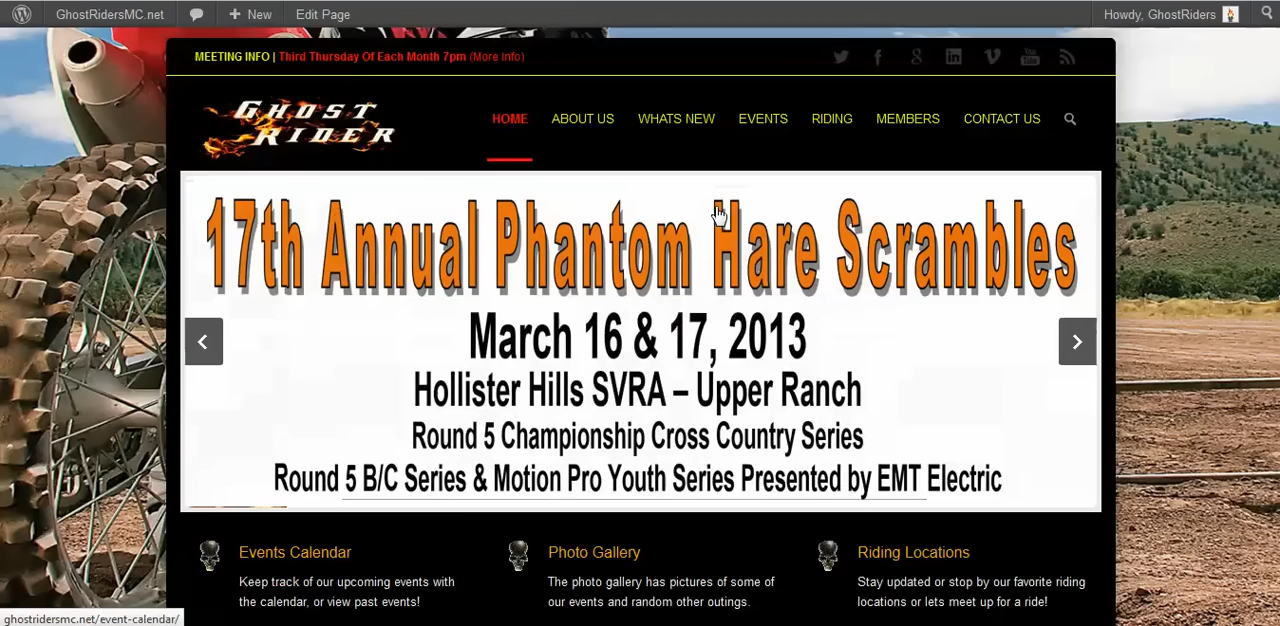 GhostRidersMC.net
New
Edit Page
Howdy, GhostRiders
MEETING INFO | Third Thursday Of Each Month 7pm (More Info)
GHOST
RIDER
HOME
ABOUT US
WHATS NEW
EVENTS
RIDING
MEMBERS
CONTACT US
17th Annual Phantom Hare Scrambles
March 16 & 17, 2013
Hollister Hills SVRA – Upper Ranch
Round 5 Championship Cross Country Series
Round 5 B/C Series & Motion Pro Youth Series Presented by EMT Electric
Events Calendar
Keep track of our upcoming events with
the calendar, or view past events!
Photo Gallery
The photo gallery has pictures of some of
our events and random other outings.
Riding Locations
Stay updated or stop by our favorite riding
locations or lets meet up for a ride!
ghostridersmc.net/event-calendar/